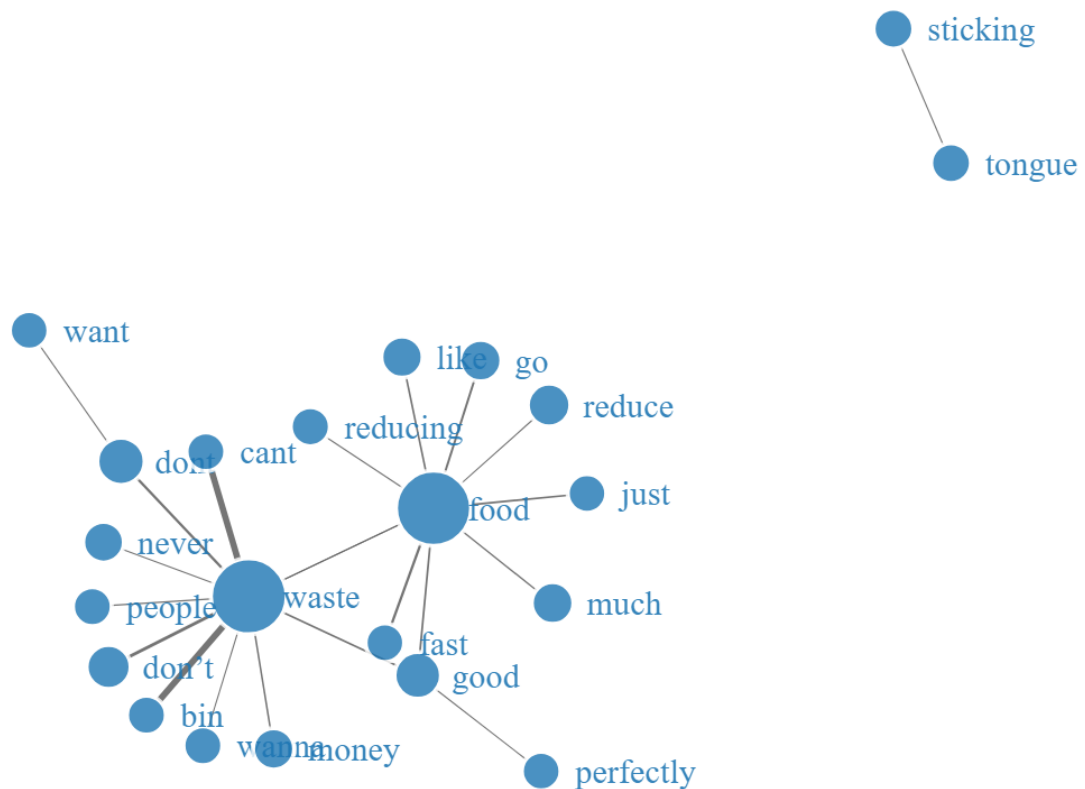 sticking
tongue
want
like
go
reduce
reducing
cant
dont
just
food
never
waste
people
much
fast
don’t
good
bin
wanna
money
perfectly